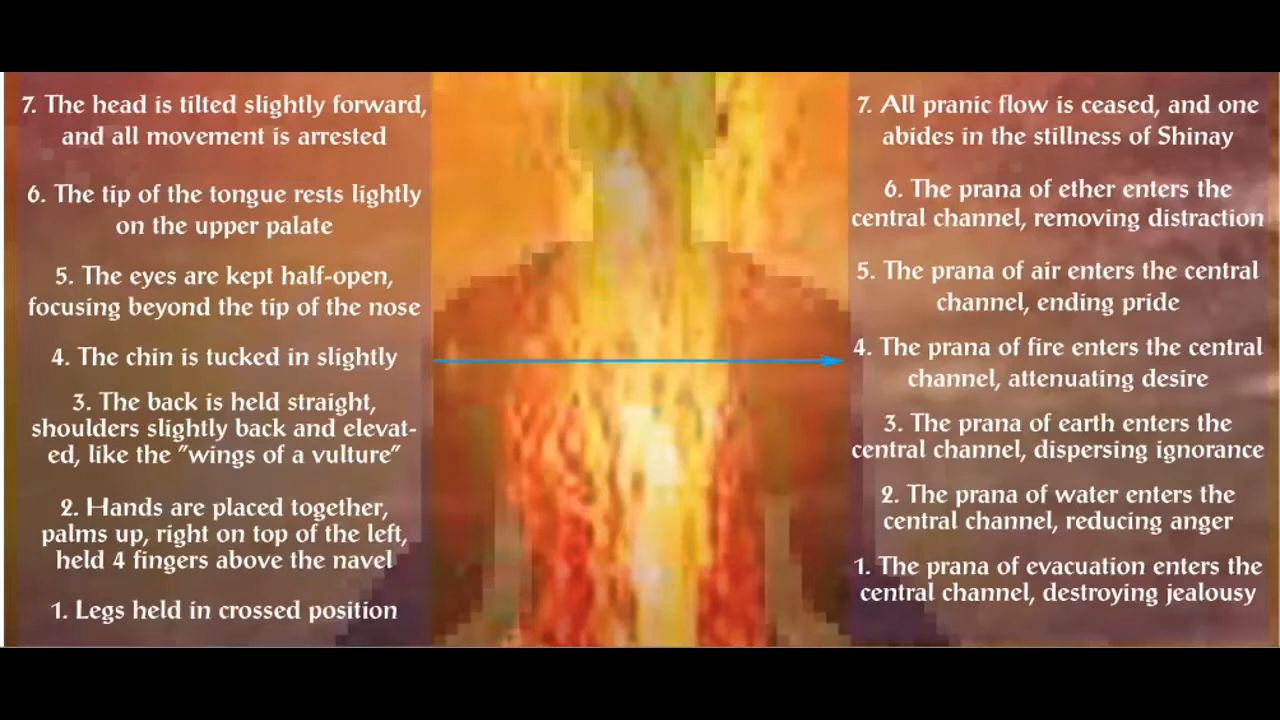 7. The head is tilted slightly forward,
and all movement is arrested
6. The tip of the tongue rests lightly
on the upper palate
5. The eyes are kept half-open,
focusing beyond the tip of the nose
4. The chin is tucked in slightly
3. The back is held straight,
shoulders slightly back and elevat-
ed, like the "wings of a vulture"
2. Hands are placed together,
palms up, right on top of the left,
held 4 fingers above the navel
1. Legs held in crossed position
7. All pranic flow is ceased, and one
abides in the stillness of Shinay
6. The prana of ether enters the
central channel, removing distraction
5. The prana of air enters the central
channel, ending pride
4. The prana of fire enters the central
channel, attenuating desire
3. The prana of earth enters the
central channel, dispersing ignorance
2. The prana of water enters the
central channel, reducing anger
1. The prana of evacuation enters the
central channel, destroying jealousy